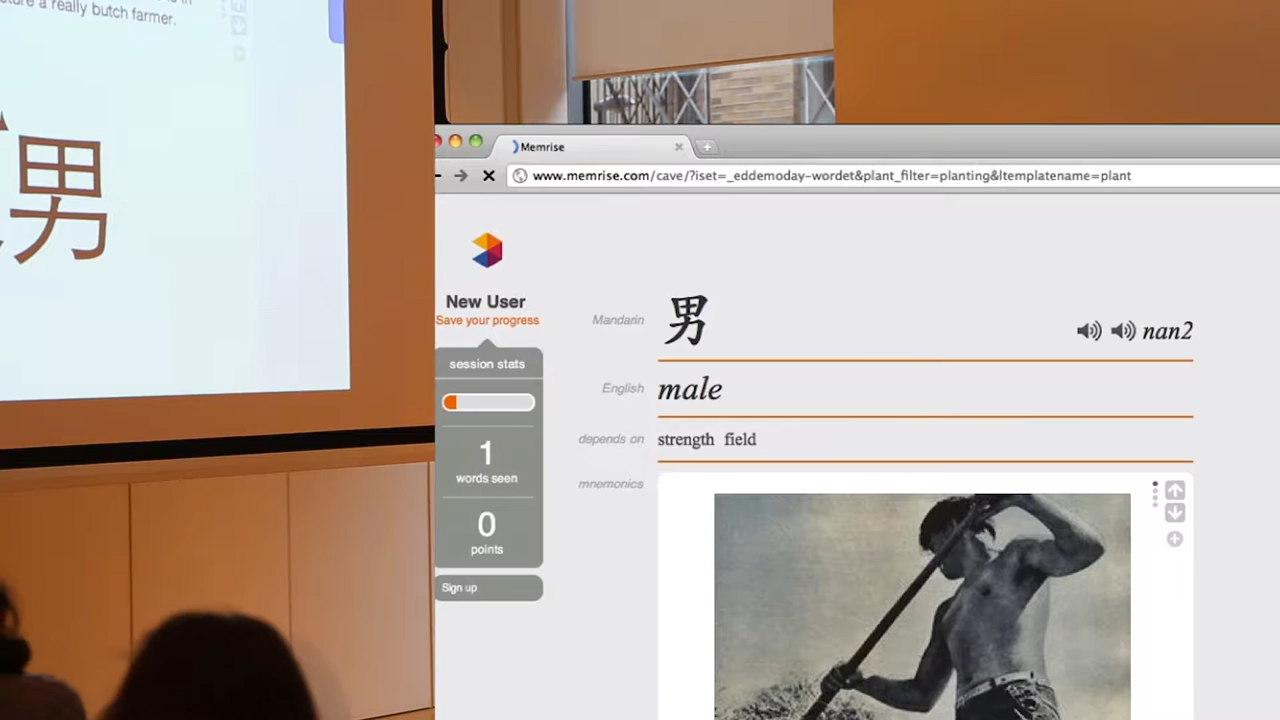 cture a really butch farmer.
男
Memrise
www.memrise.com/cave/?iset=_eddemoday-wordet&plant_filter=planting&ltemplatename=plant
New User
Save your progress
session stats
1
words seen
0
points
Sign up
Mandarin
男
nan2
English
male
depends on
strength field
mnemonics